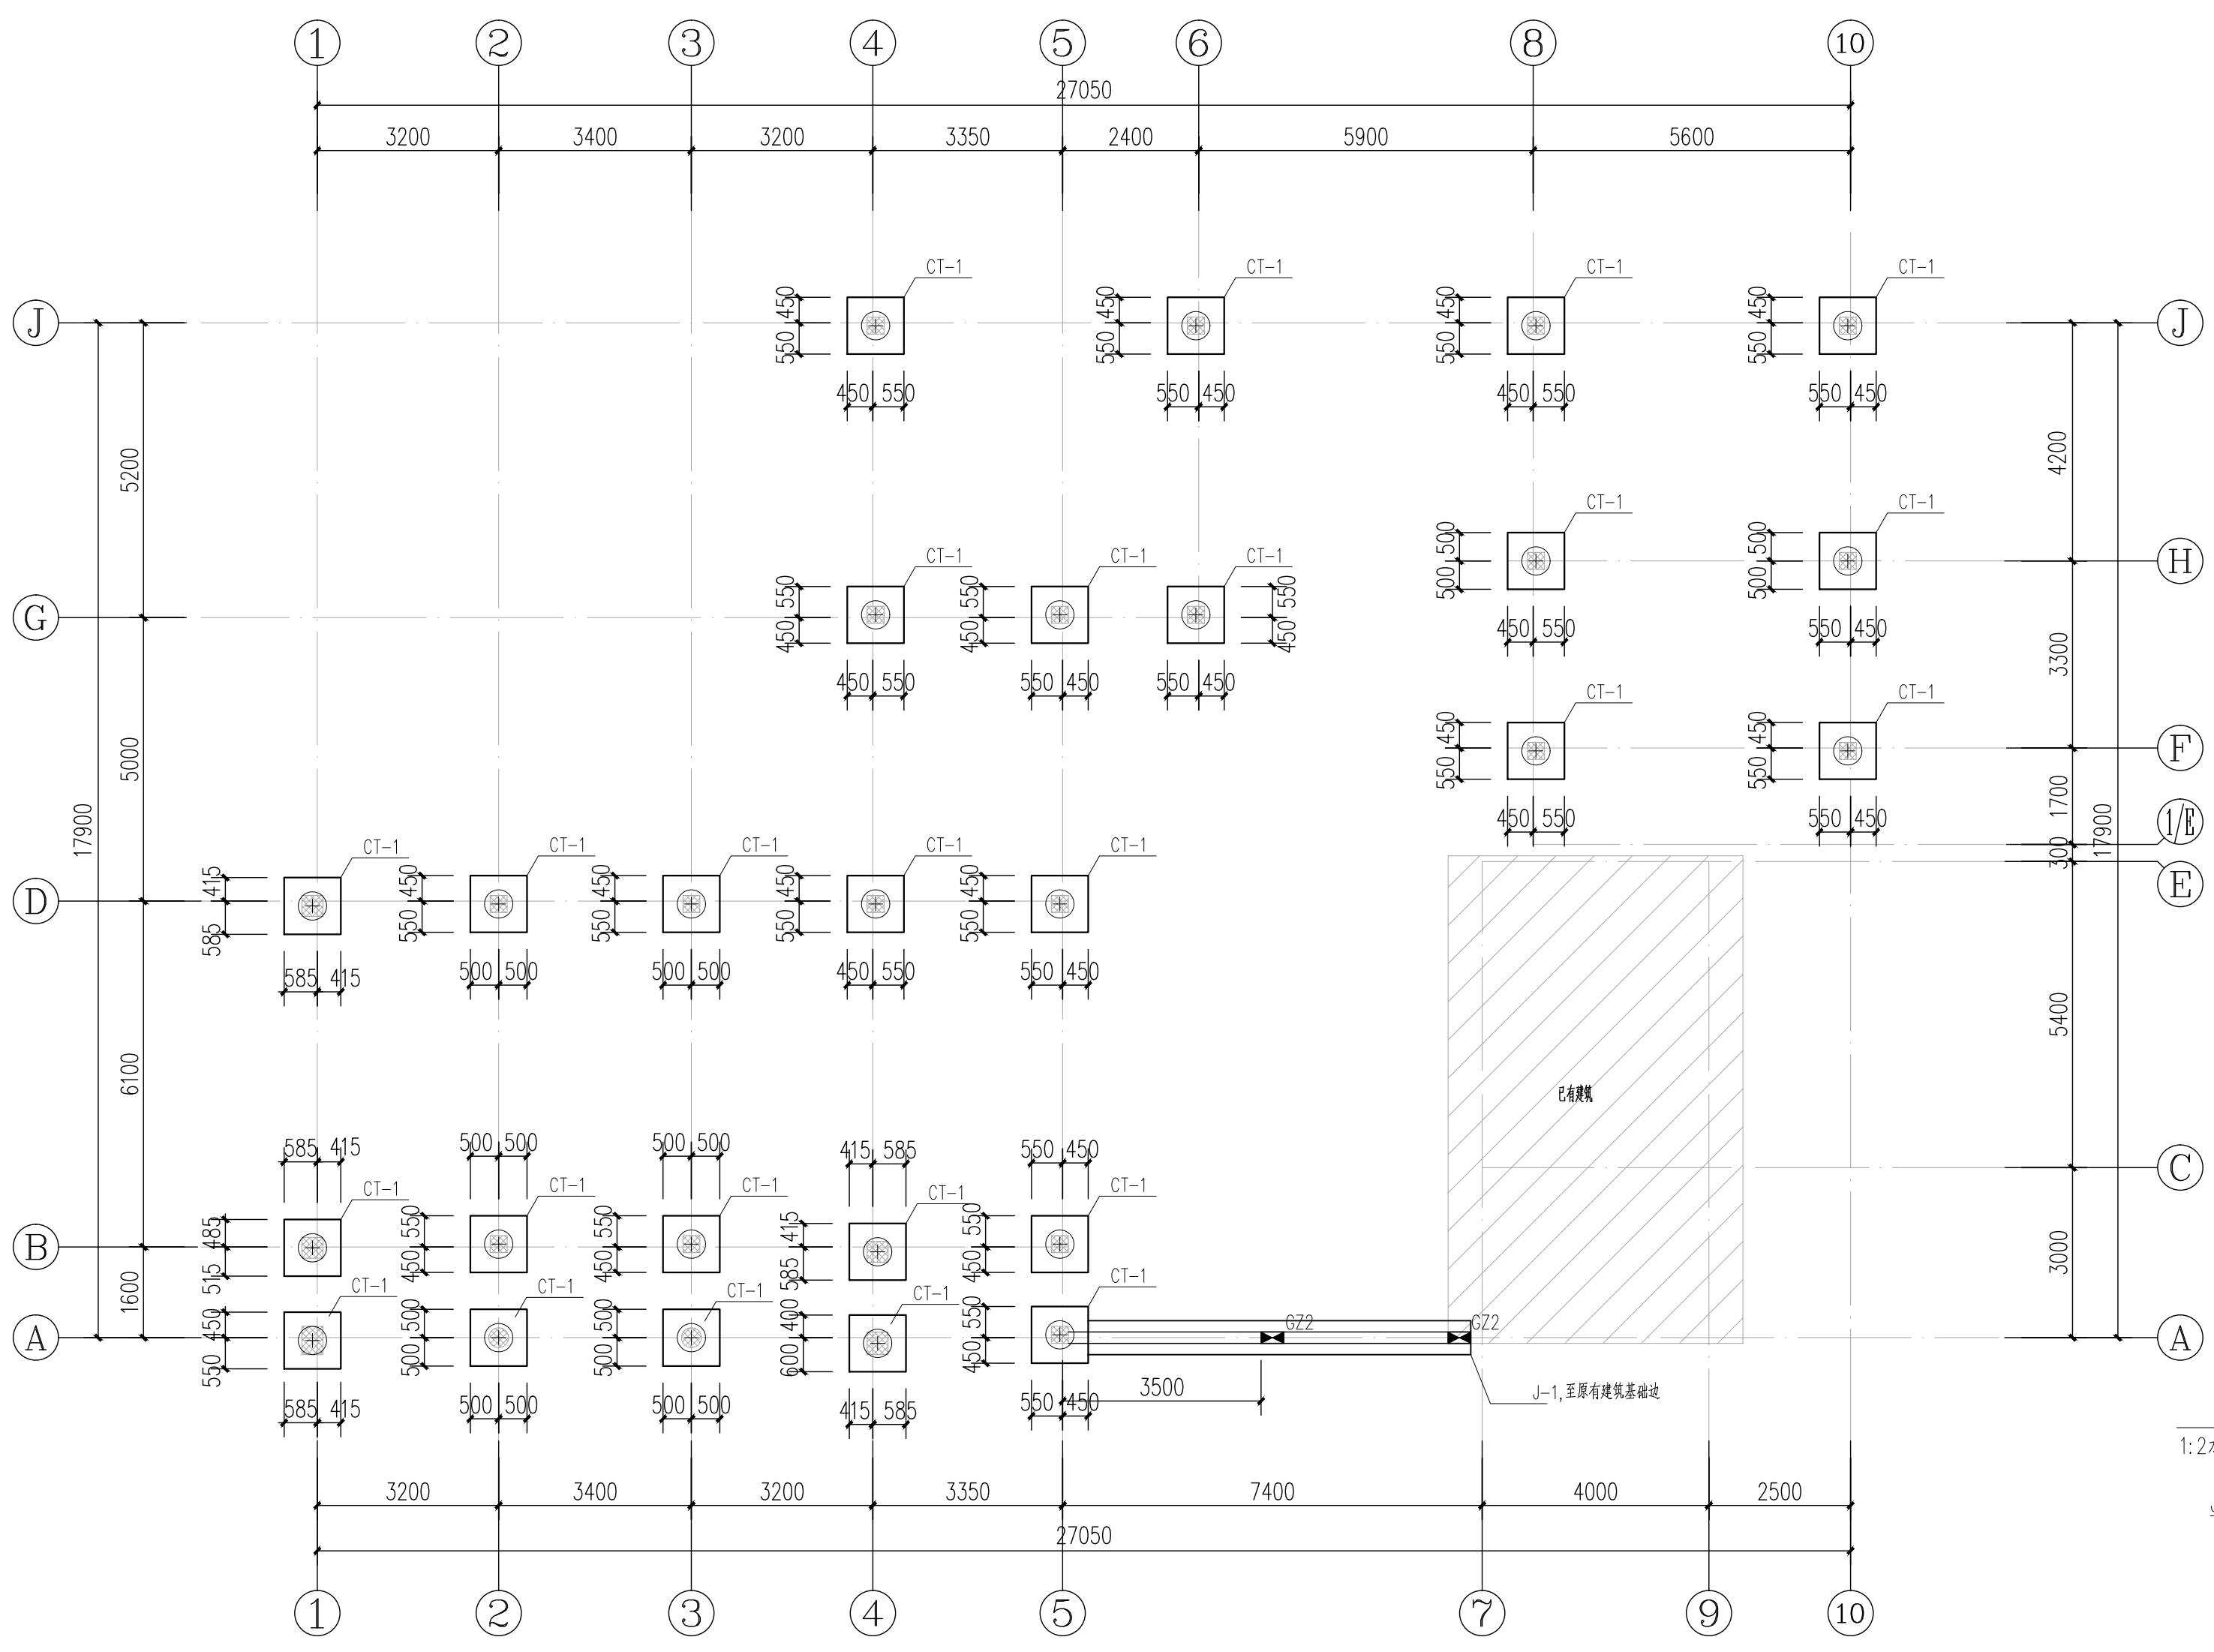 1 2 3 4 5 6 8 10
27050
3200 3400 3200 3350 2400 5900 5600
CT-1 CT-1 CT-1 CT-1
J 450 550 450 550 450 550 450 550 J
450 550 550 450 450 550 550 450
5200 4200
CT-1 CT-1
500 500 500 500 H
450 550 550 450
CT-1 CT-1 CT-1
G 550 450 550 450 550 450
450 550 550 450 550 450
3300
CT-1 CT-1
450 550 450 550 F
450 550 550 450
5000 1700
17900 17900
1/E
300
E
CT-1 CT-1 CT-1 CT-1 CT-1
D 415 585 450 550 450 550 450 550 450 550
585 415 500 500 500 500 450 550 550 450
6100 5400
已有建筑
585 415 500 500 500 500 415 585 550 450
C
CT-1 CT-1 CT-1 CT-1 CT-1
B 485 515 550 450 550 450 415 585 550 450
1600 3000
CT-1 CT-1 CT-1 CT-1 CT-1
A 450 550 500 500 500 500 400 600 550 450 GZ2 GZ2 A
585 415 500 500 500 500 415 585 550 450 3500
J-1,至原有建筑基础边
1:2
3200 3400 3200 3350 7400 4000 2500
27050
1 2 3 4 5 7 9 10